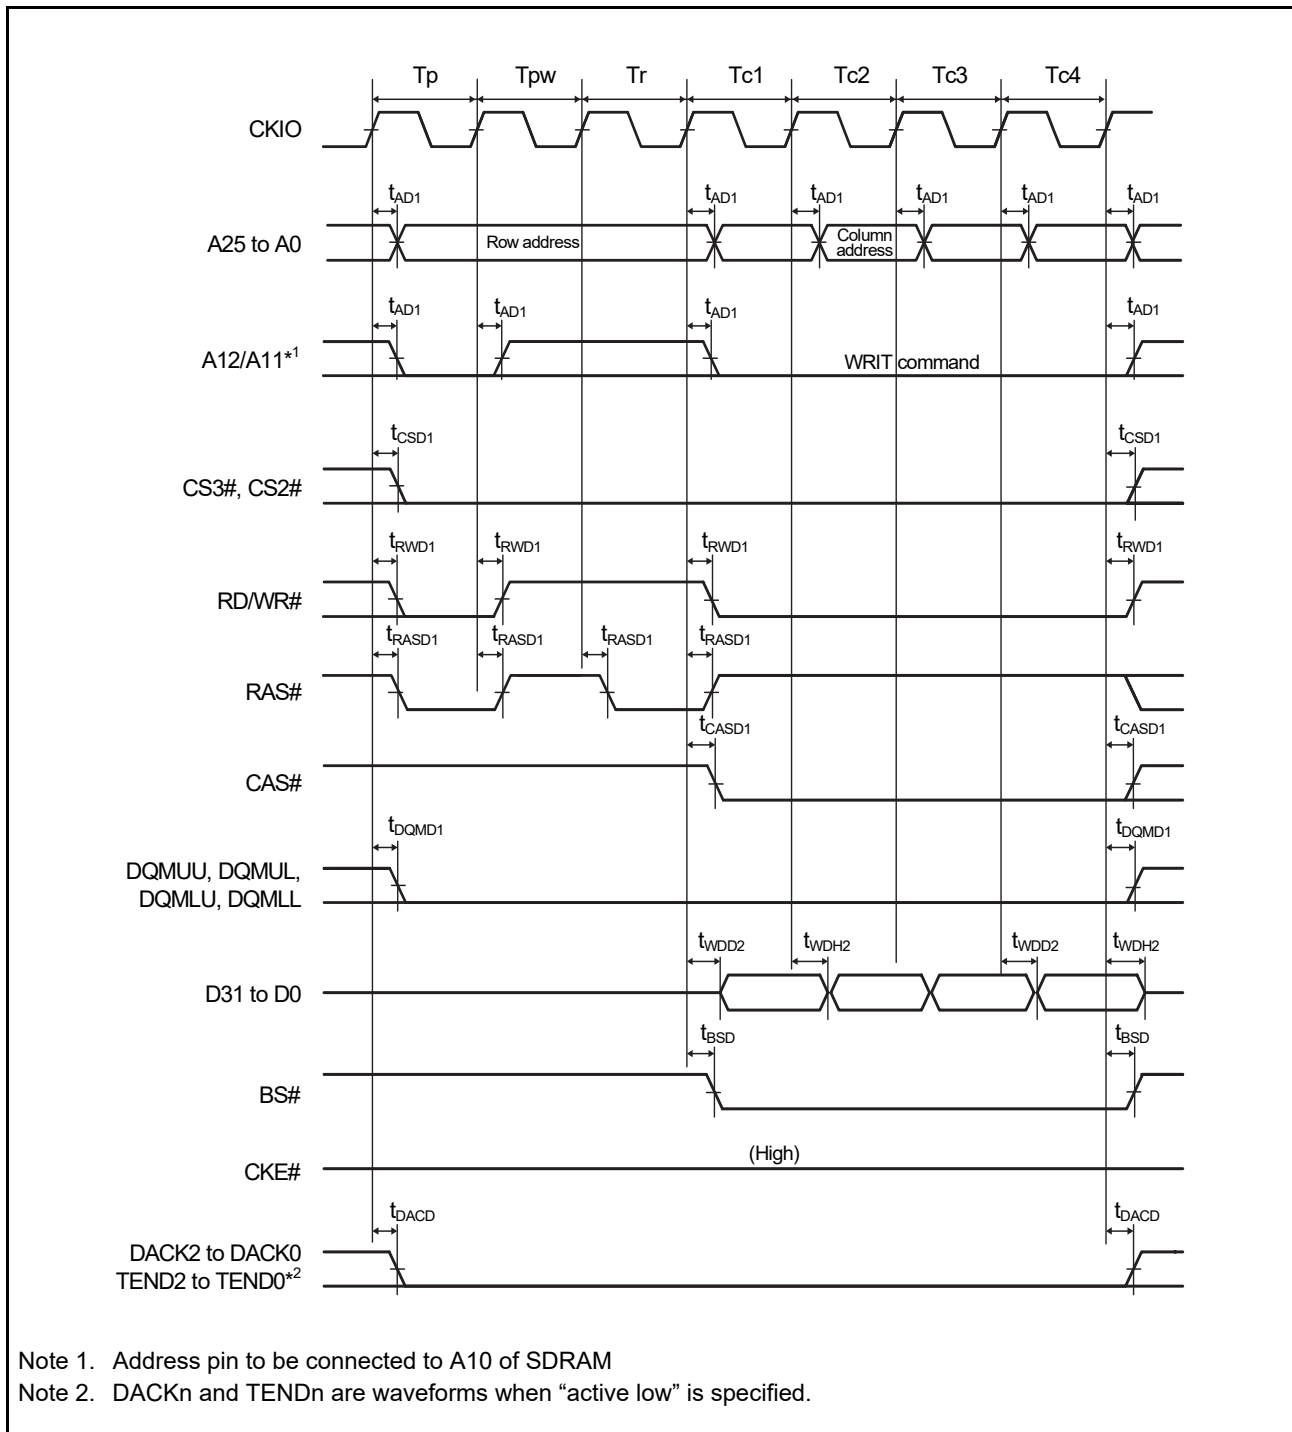 Tp Tpw Tr Tc1 Tc2 Tc3 Tc4
CKIO
tAD1 tAD1 tAD1 tAD1 tAD1 tAD1
A25 to A0 Row address Column
address
tAD1 tAD1 tAD1 tAD1
A12/A11*1 WRIT command
tCSD1 tCSD1
CS3#, CS2#
tRWD1 tRWD1 tRWD1 tRWD1
RD/WR#
tRASD1 tRASD1 tRASD1 tRASD1
RAS#
tCASD1 tCASD1
CAS#
tDQMD1 tDQMD1
DQMUU, DQMUL,
DQMLU, DQMLL
tWDD2 tWDH2 tWDD2 tWDH2
D31 to D0
tBSD tBSD
BS#
(High)
CKE#
tDACD tDACD
DACK2 to DACK0
TEND2 to TEND0*2
Note 1. Address pin to be connected to A10 of SDRAM
Note 2. DACKn and TENDn are waveforms when “active low” is specified.